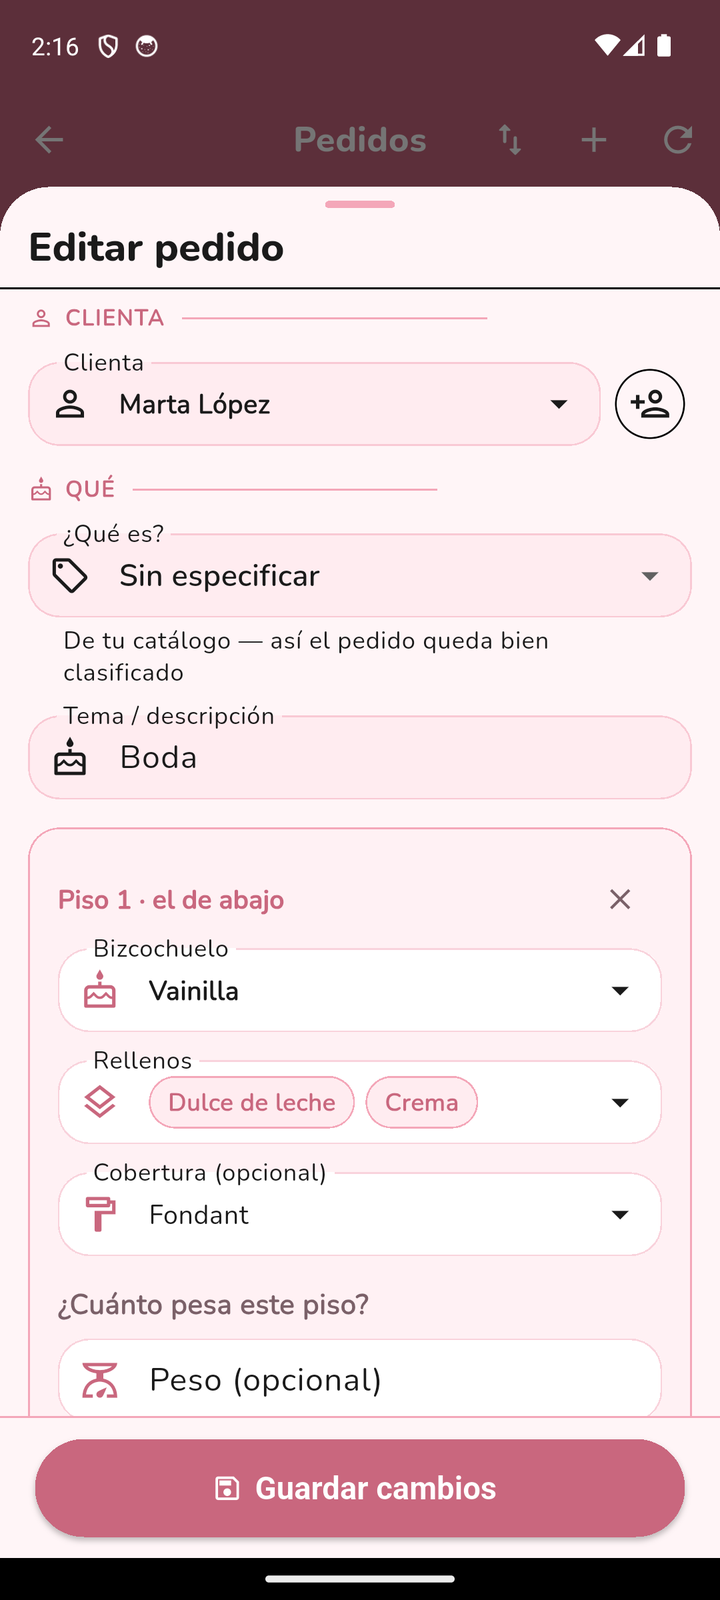 2:16
Pedidos
Editar pedido
CLIENTA
Clienta
Marta López
QUÉ
¿Qué es?
Sin especificar
De tu catálogo — así el pedido queda bien
clasificado
Tema / descripción
Boda
Piso 1 · el de abajo
Bizcochuelo
Vainilla
Rellenos
Dulce de leche Crema
Cobertura (opcional)
Fondant
¿Cuánto pesa este piso?
Peso (opcional)
Guardar cambios